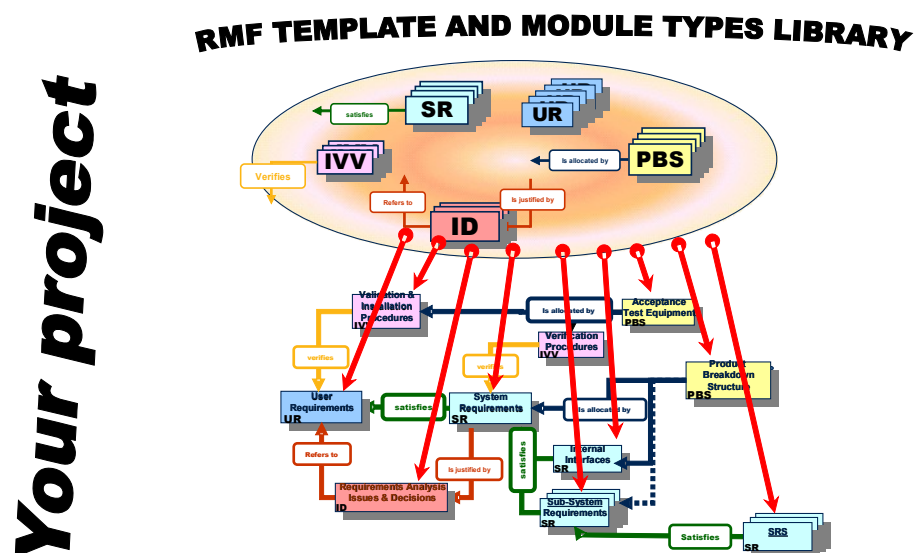 RMF TEMPLATE AND MODULE TYPES LIBRARY
Your project
SR
UR
satisfies
IVV
Is allocated by
PBS
Verifies
Refers to
Is justified by
ID
Validation &
Installation
Procedures
IVV
Is allocated by
Acceptance
Test Equipment
PBS
Verification
Procedures
IVV
verifies
verifies
Product
Breakdown
Structure
PBS
User
Requirements
UR
satisfies
System
Requirements
SR
Is allocated by
Refers to
Is justified by
satisfies
Internal
Interfaces
SR
Requirements Analysis
Issues & Decisions
ID
Sub-System
Requirements
SR
Satisfies
SRS
SR